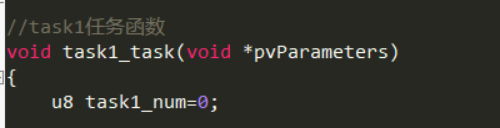 //task1任务函数
void task1_task(void *pvParameters)
{
u8 task1_num=0;